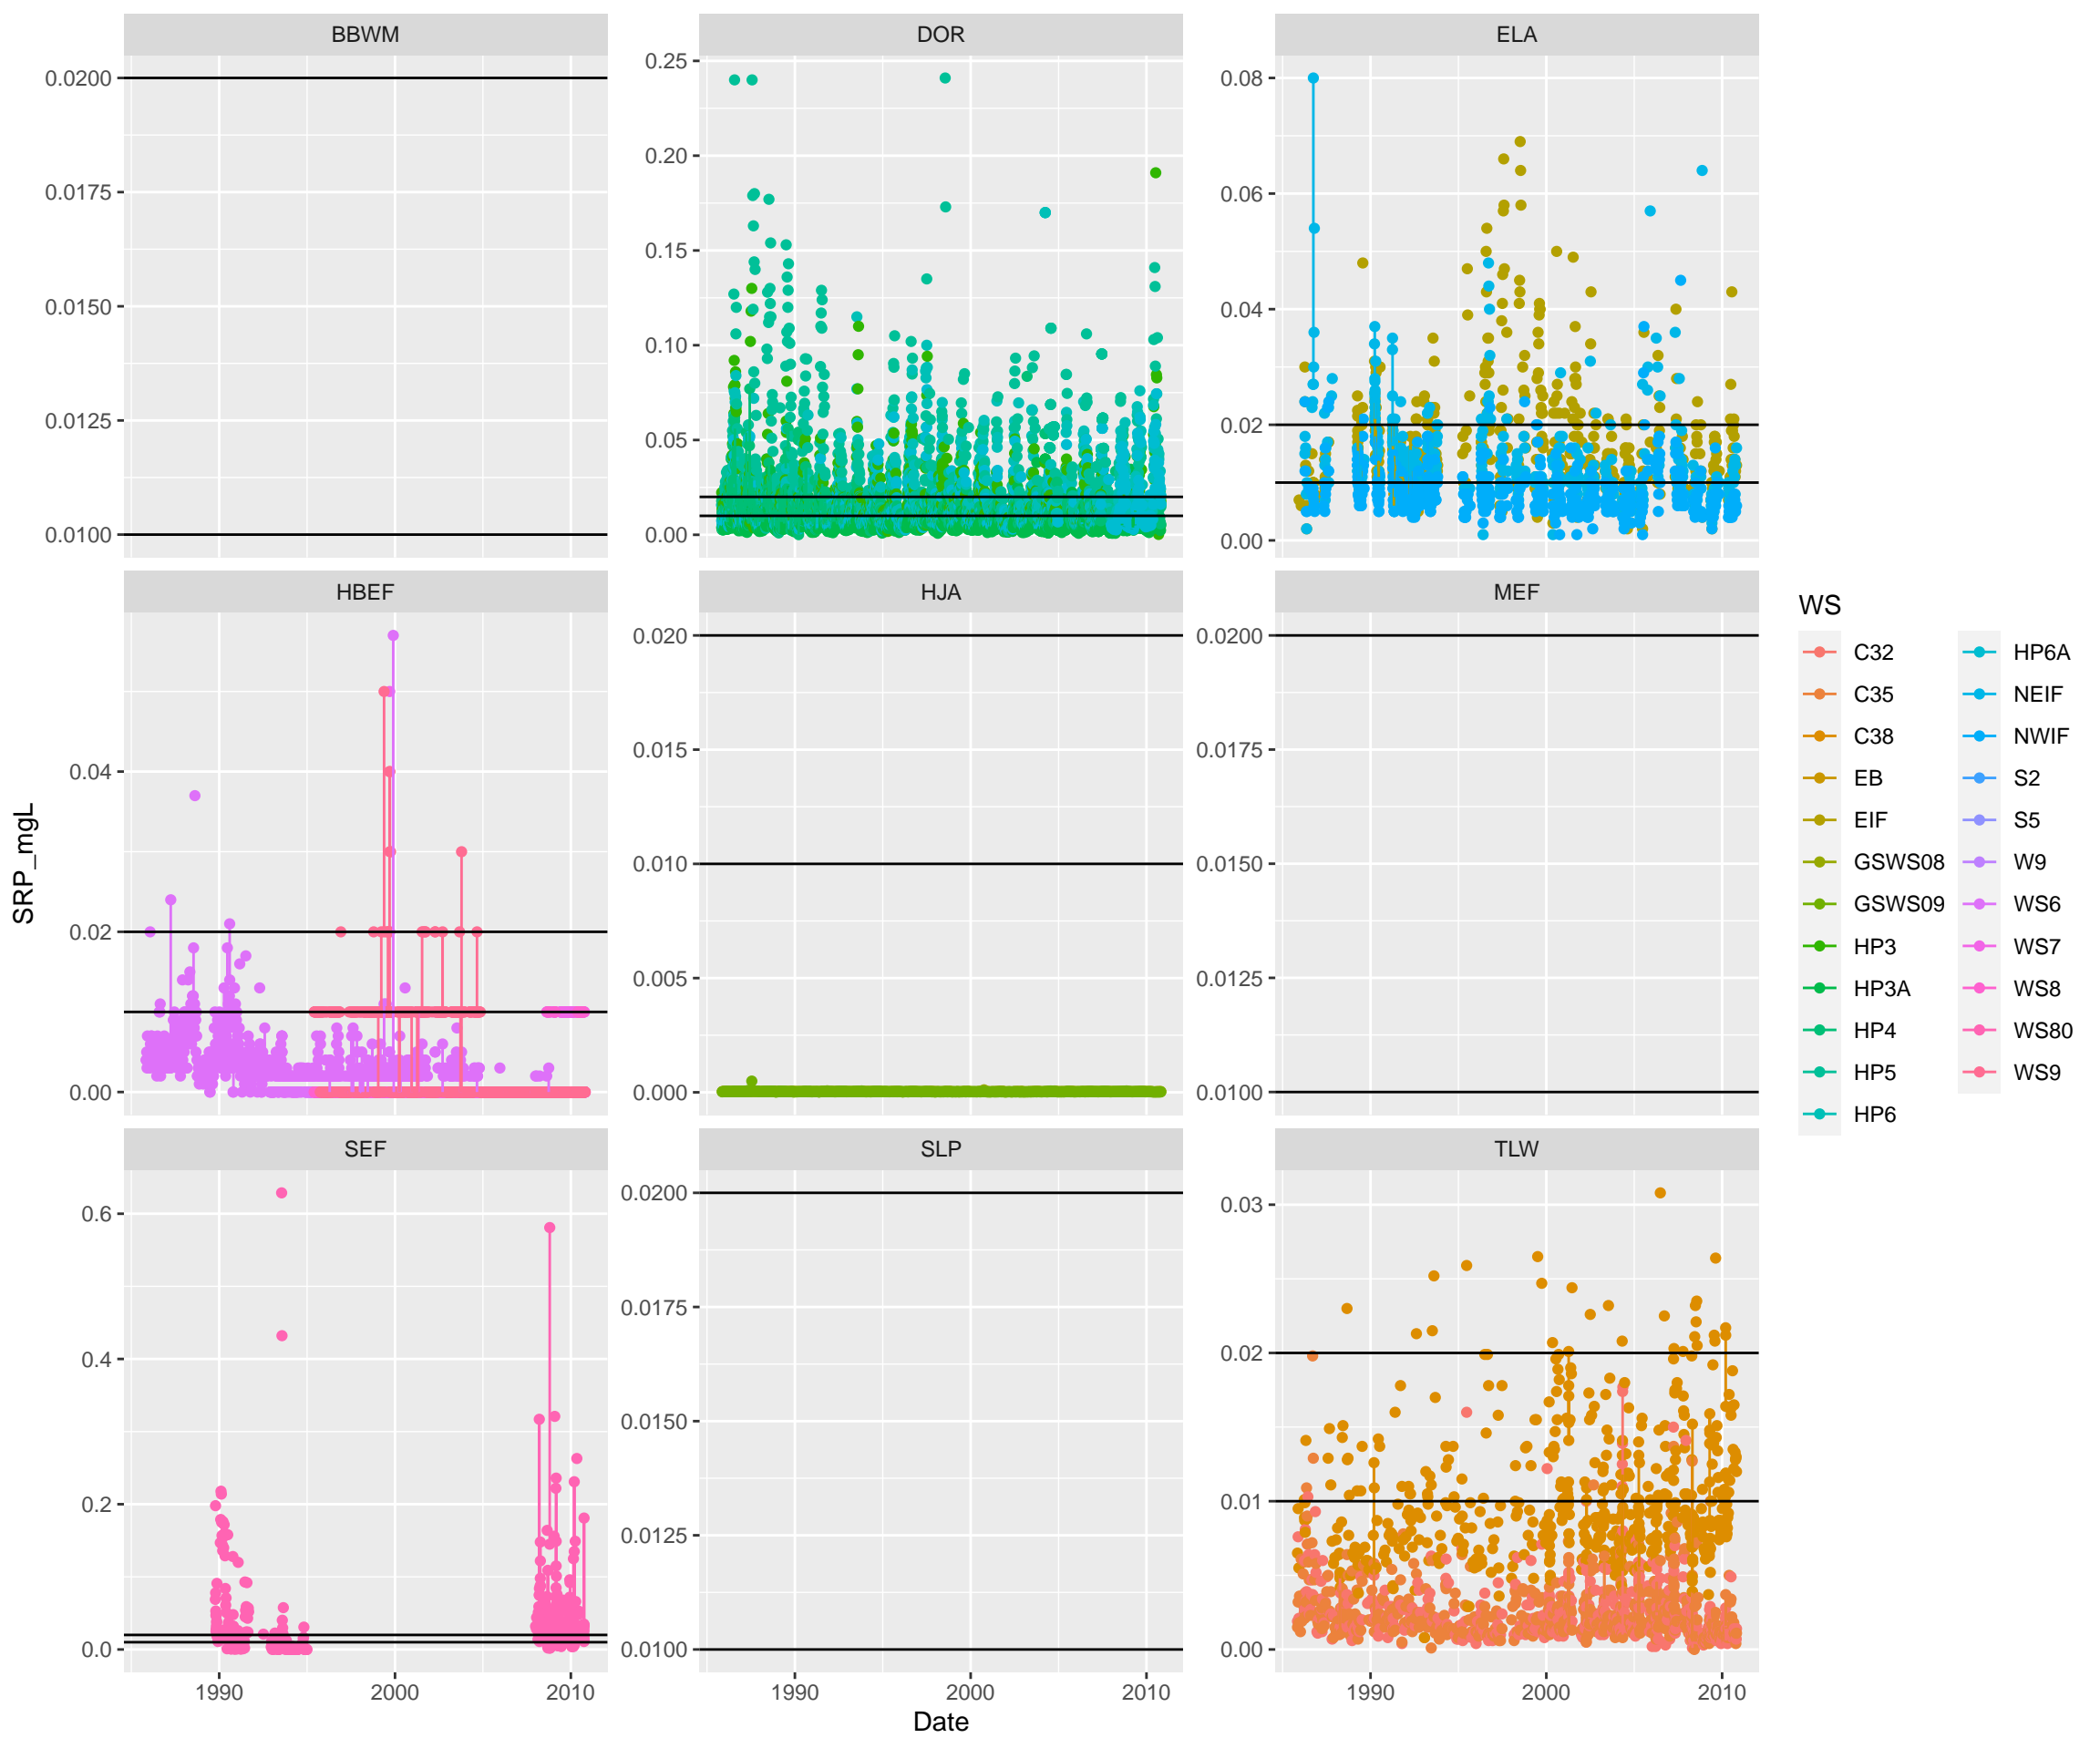 BBWM
DOR
ELA
0.0200
0.0175
0.0150
0.0125
0.0100
0.25
0.20
0.15
0.10
0.05
0.00
0.08
0.06
0.04
0.02
0.00
HBEF
HJA
MEF
0.04
0.02
0.00
0.020
0.015
0.010
0.005
0.000
0.0200
0.0175
0.0150
0.0125
0.0100
SEF
SLP
TLW
0.6
0.4
0.2
0.0
0.0200
0.0175
0.0150
0.0125
0.0100
0.03
0.02
0.01
0.00
1990 2000 2010
1990 2000 2010
1990 2000 2010
Date
SRP_mgL
WS
C32
C35
C38
EB
EIF
GSWS08
GSWS09
HP3
HP3A
HP4
HP5
HP6
HP6A
NEIF
NWIF
S2
S5
W9
WS6
WS7
WS8
WS80
WS9